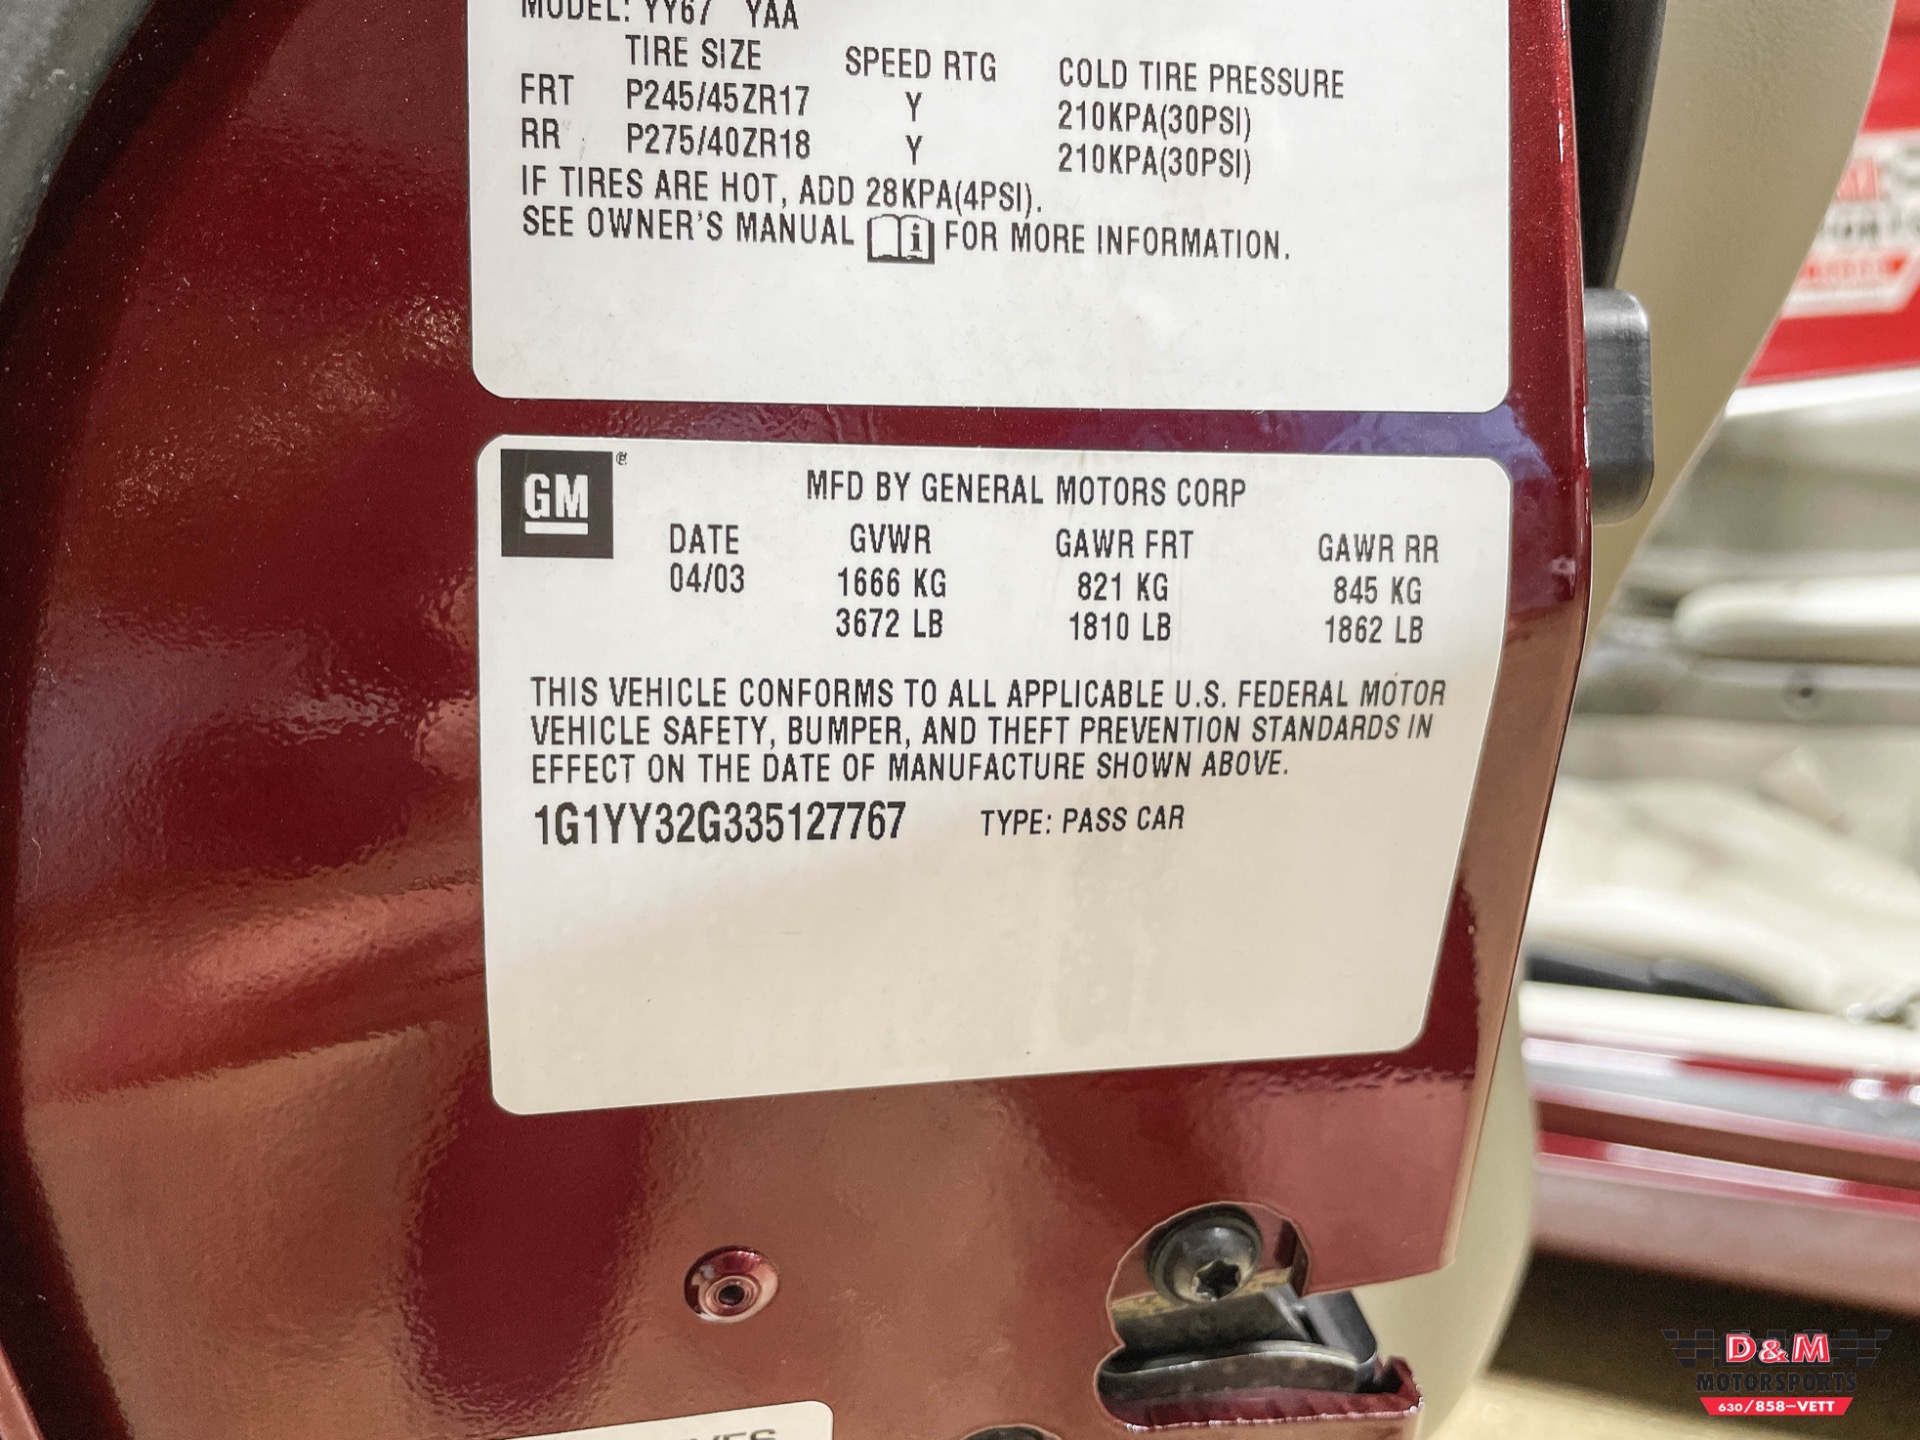 MODEL: YY67 YAA
TIRE SIZE SPEED RTG COLD TIRE PRESSURE
FRT P245/45ZR17 Y 210KPA(30PSI)
RR P275/40ZR18 Y 210KPA(30PSI)
IF TIRES ARE HOT, ADD 28KPA(4PSI).
SEE OWNER'S MANUAL i FOR MORE INFORMATION.
GM®
MFD BY GENERAL MOTORS CORP
DATE GVWR GAWR FRT GAWR RR
04/03 1666 KG 821 KG 845 KG
3672 LB 1810 LB 1862 LB
THIS VEHICLE CONFORMS TO ALL APPLICABLE U.S. FEDERAL MOTOR
VEHICLE SAFETY, BUMPER, AND THEFT PREVENTION STANDARDS IN
EFFECT ON THE DATE OF MANUFACTURE SHOWN ABOVE.
1G1YY32G335127767 TYPE: PASS CAR
D&M
MOTORSPORTS
630/858-VETT